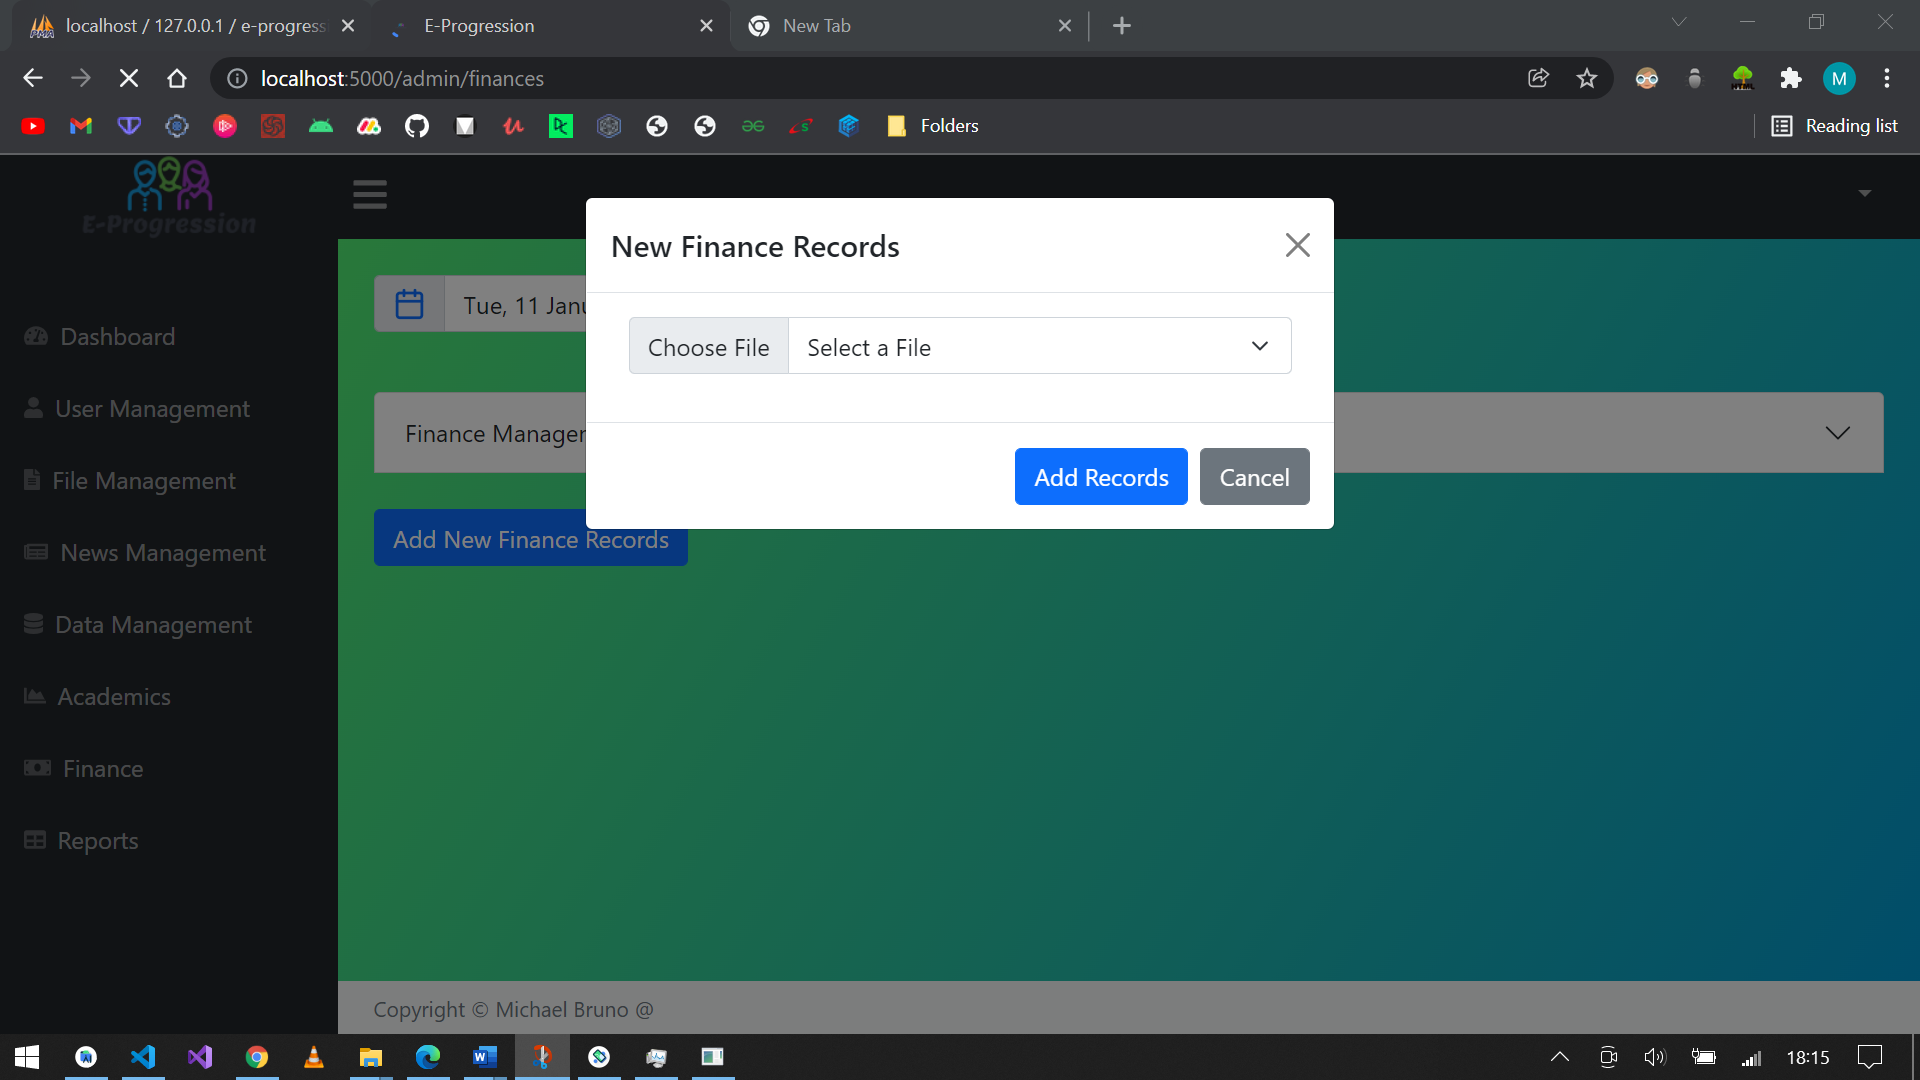 localhost / 127.0.0.1 / e-progress
E-Progression
New Tab
localhost:5000/admin/finances
M
Folders
Reading list
E-Progression
New Finance Records
Tue, 11 Janu
Choose File
Select a File
Dashboard
User Management
Finance Manager
File Management
Add Records
Cancel
Add New Finance Records
News Management
Data Management
Academics
Finance
Reports
Copyright © Michael Bruno @
18:15